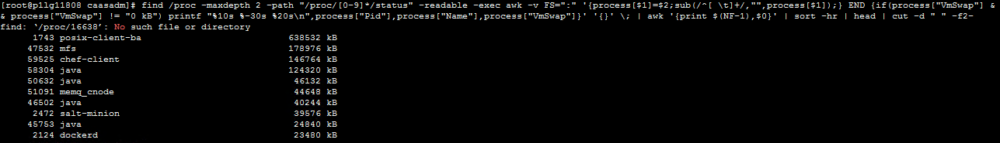 [root@p1lg11808 caasadm]# find /proc -maxdepth 2 -path "/proc/[0-9]*/status" -readable -exec awk -v FS=":" '{process[$1]=$2;sub(/^[ \t]+/,"",process[$1]);} END {if(process["VmSwap"] &
& process["VmSwap"] != "0 kB") printf "%10s %-30s %20s\n",process["Pid"],process["Name"],process["VmSwap"]}' '{}' \; | awk '{print $(NF-1),$0}' | sort -hr | head | cut -d " " -f2-
find: ‘/proc/16638’: No such file or directory
1743 posix-client-ba 638532 kB
47532 mfs 178976 kB
59525 chef-client 146764 kB
58304 java 124320 kB
50632 java 46132 kB
51091 memq_cnode 44648 kB
46502 java 40244 kB
2472 salt-minion 39576 kB
45753 java 24840 kB
2124 dockerd 23480 kB